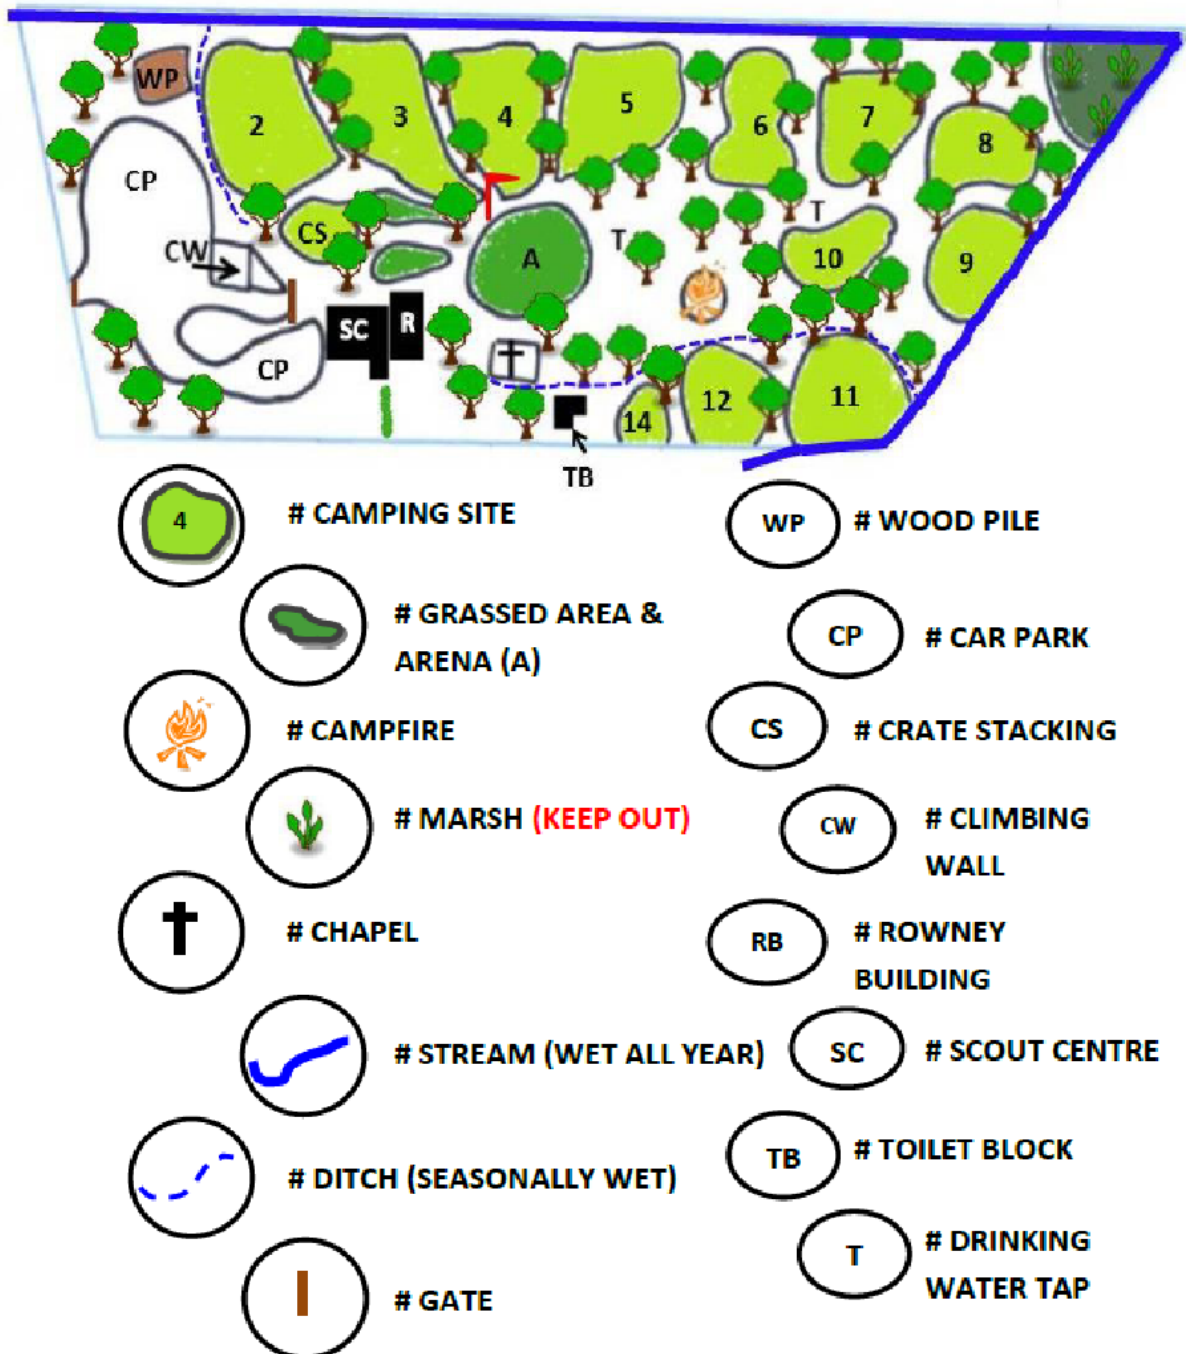 WP
2
3
4
5
6
7
8
CP
CS
T
CW
A
T
10
9
SC
R
CP
12
11
14
TB
4
# CAMPING SITE
WP
# WOOD PILE
# GRASSED AREA &
ARENA (A)
CP
# CAR PARK
# CAMPFIRE
CS
# CRATE STACKING
# MARSH (KEEP OUT)
CW
# CLIMBING
WALL
# CHAPEL
RB
# ROWNEY
BUILDING
# STREAM (WET ALL YEAR)
SC
# SCOUT CENTRE
# DITCH (SEASONALLY WET)
TB
# TOILET BLOCK
T
# DRINKING
WATER TAP
# GATE